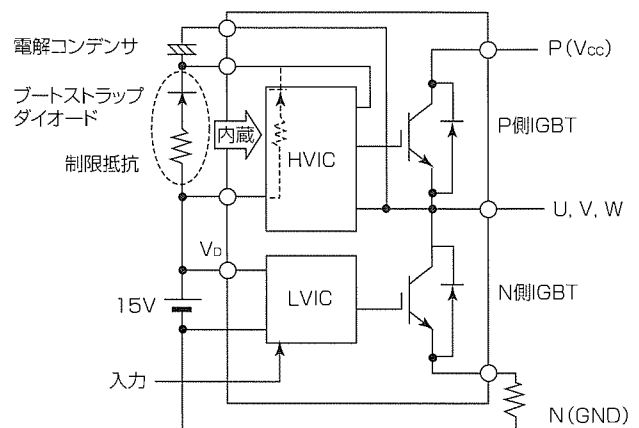 電解コンデンサ
ブートストラップ
ダイオード
制限抵抗
内蔵
HVIC
P(Vcc)
P側IGBT
U, V, W
VD
15V
LVIC
N側IGBT
入力
N(GND)